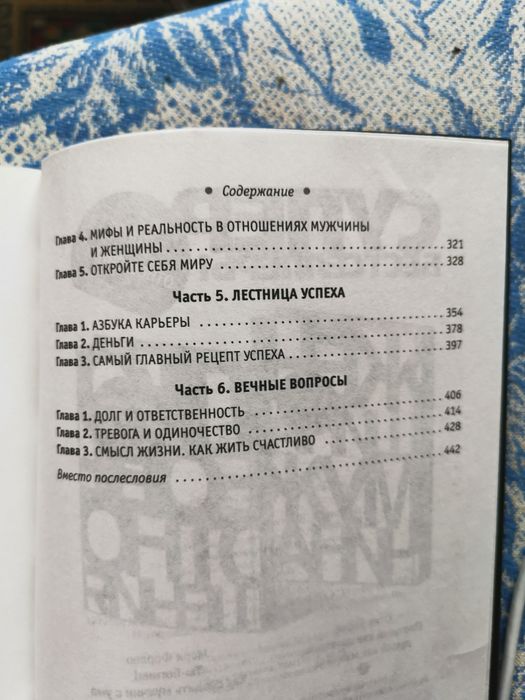 • Содержание •
Глава 4. МИФЫ И РЕАЛЬНОСТЬ В ОТНОШЕНИЯХ МУЖЧИНЫ
И ЖЕНЩИНЫ ........ 321
Глава 5. ОТКРОЙТЕ СЕБЯ МИРУ ........ 328
Часть 5. ЛЕСТНИЦА УСПЕХА
Глава 1. АЗБУКА КАРЬЕРЫ ........ 354
Глава 2. ДЕНЬГИ ........ 378
Глава 3. САМЫЙ ГЛАВНЫЙ РЕЦЕПТ УСПЕХА ........ 397
Часть 6. ВЕЧНЫЕ ВОПРОСЫ
Глава 1. ДОЛГ И ОТВЕТСТВЕННОСТЬ ........ 406
Глава 2. ТРЕВОГА И ОДИНОЧЕСТВО ........ 414
Глава 3. СМЫСЛ ЖИЗНИ. КАК ЖИТЬ СЧАСТЛИВО ........ 428
Вместо послесловия ........ 442